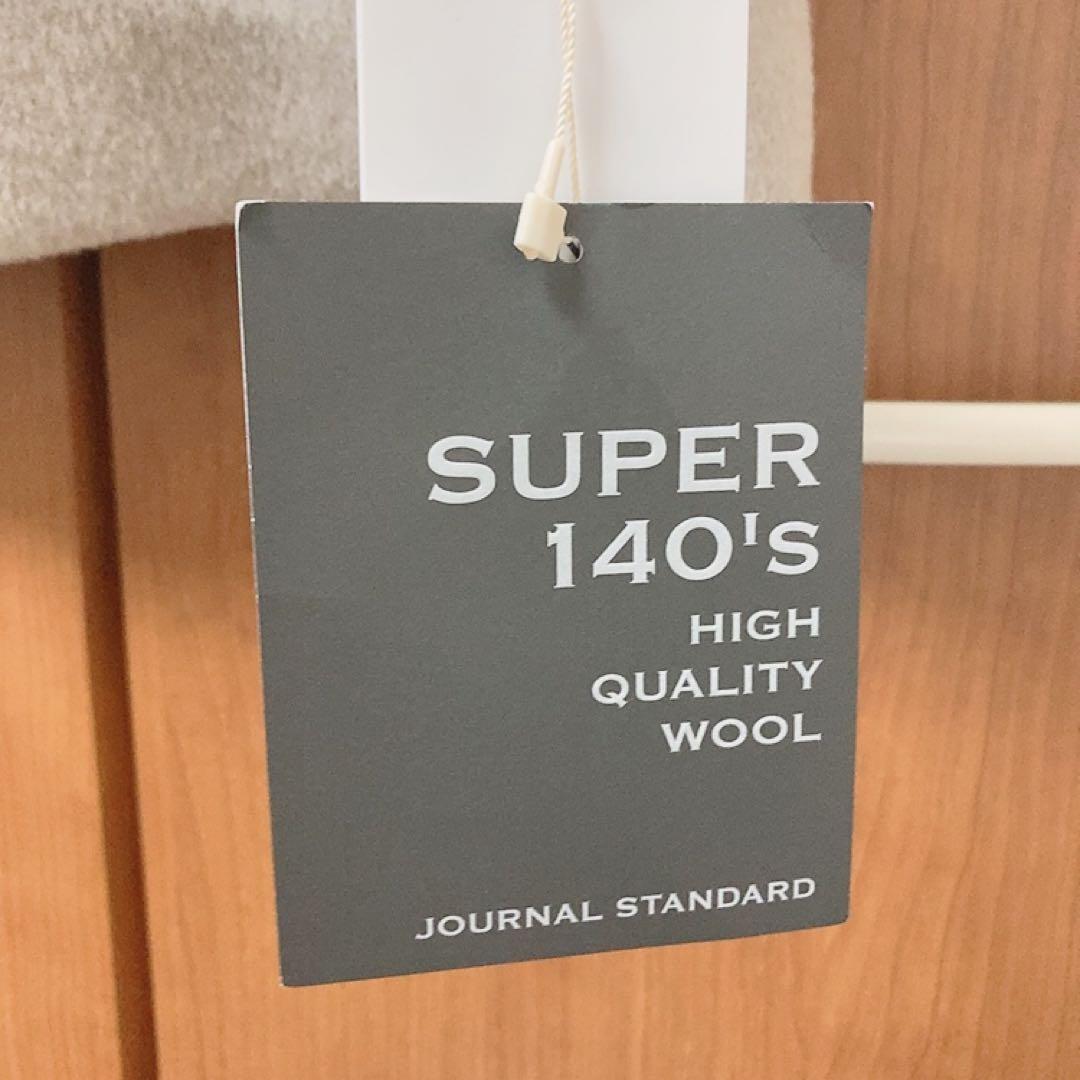 SUPER
140's
HIGH
QUALITY
WOOL
JOURNAL STANDARD